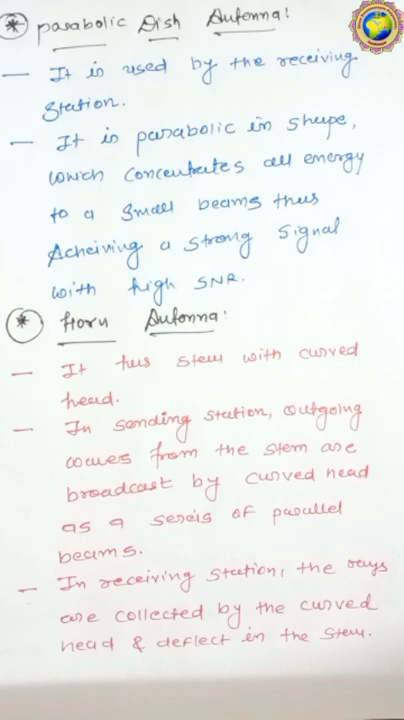 * parabolic Dish Antenna:
— It is used by the receiving
station.
— It is parabolic in shape,
which concentrates all energy
to a small beams thus
Acheiving a strong signal
with high SNR.
* Horn Antenna:
— It has stem with curved
head.
— In sending station, outgoing
waves from the stem are
broadcast by curved head
as a sereis of parallel
beams.
— In receiving station, the rays
are collected by the curved
head & deflect in the stem.